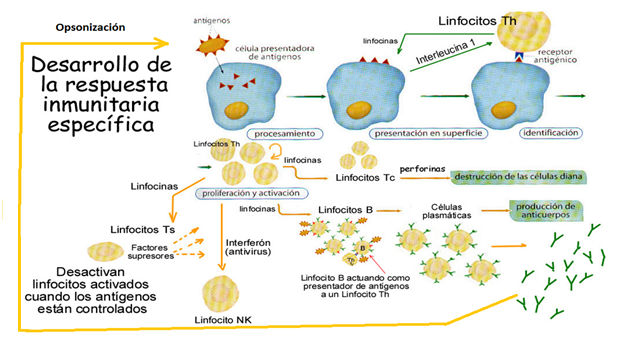 Opsonización
antígenos
Linfocitos Th
célula presentadora
de antígenos
linfocinas
Interleucina 1
receptor
antigénico
Desarrollo de
la respuesta
inmunitaria
específica
procesamiento
presentación en superficie
identificación
Linfocitos Th
linfocinas
Linfocitos Tc
perforinas
destrucción de las células diana
Linfocinas
proliferación y activación
linfocinas
Linfocitos B
Células
plasmáticas
producción de
anticuerpos
Linfocitos Ts
Factores
supresores
Interferón
(antivirus)
B
Th
Desactivan
linfocitos activados
cuando los antígenos
están controlados
Linfocito B actuando como
presentador de antígenos
a un Linfocito Th
Linfocito NK